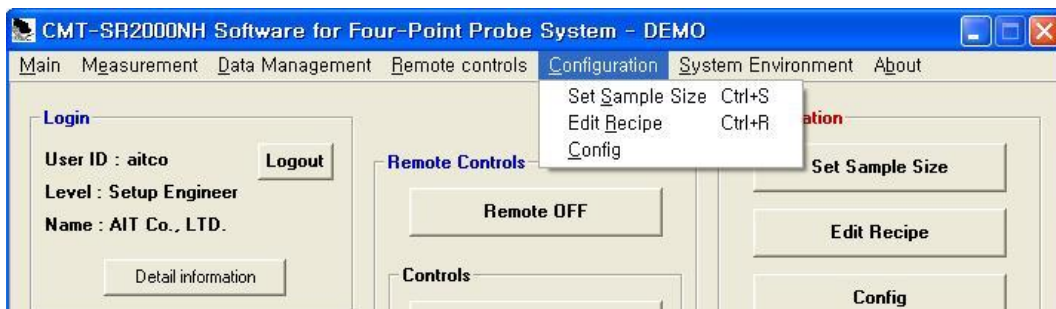 CMT-SR2000NH Software for Four-Point Probe System - DEMO
Main Measurement Data Management Remote controls Configuration System Environment About
Set Sample Size Ctrl+S
Edit Recipe Ctrl+R
Config
Login
User ID : aitco
Logout
Level : Setup Engineer
Name : AIT Co., LTD.
Detail information
Remote Controls
Remote OFF
Controls
ation
Set Sample Size
Edit Recipe
Config